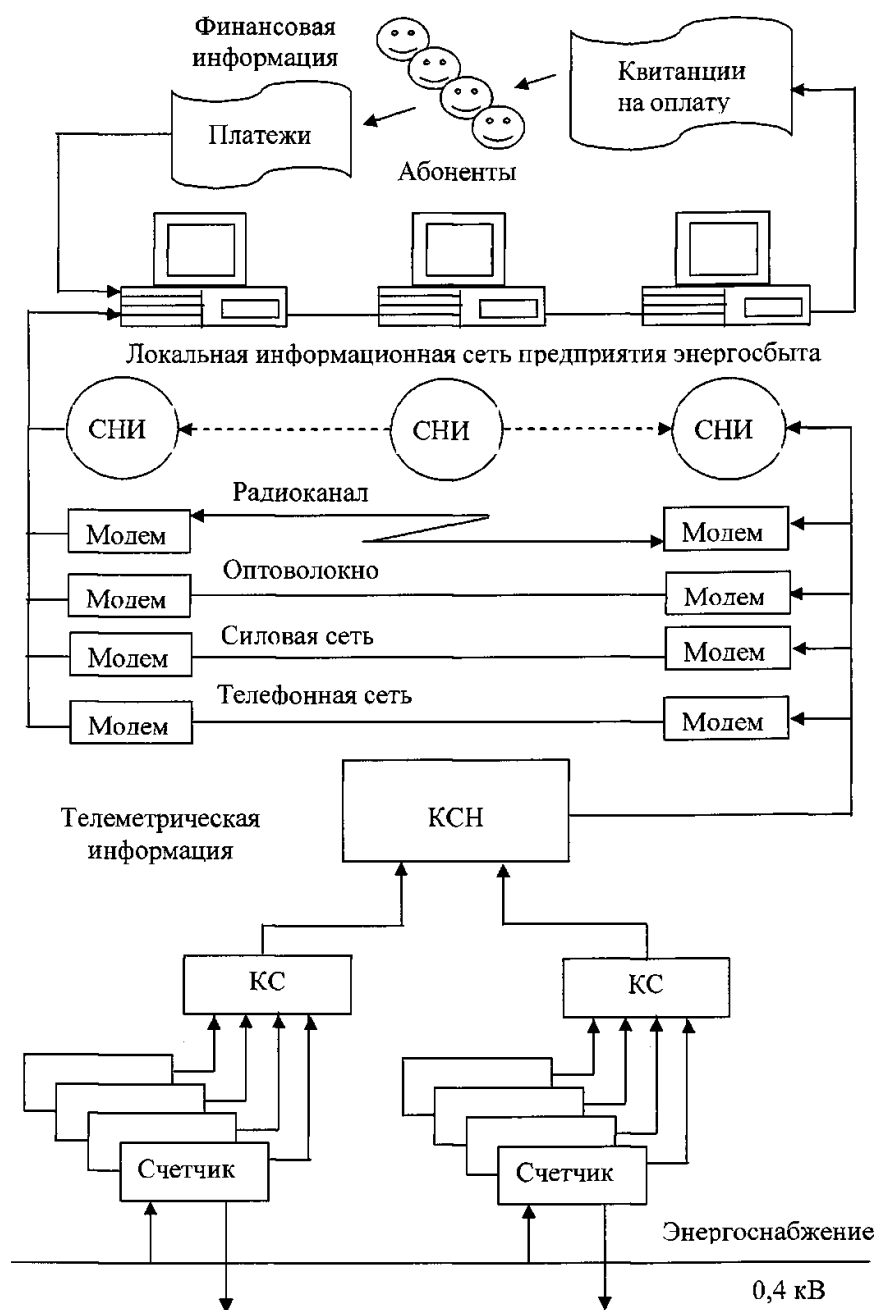 Финансовая
информация
Квитанции
на оплату
Платежи
Абоненты
Локальная информационная сеть предприятия энергосбыта
СНИ
СНИ
СНИ
Радиоканал
Модем
Модем
Оптоволокно
Модем
Модем
Силовая сеть
Модем
Модем
Телефонная сеть
Модем
Модем
Телеметрическая
информация
КСН
КС
КС
Счетчик
Счетчик
Энергоснабжение
0,4 кВ